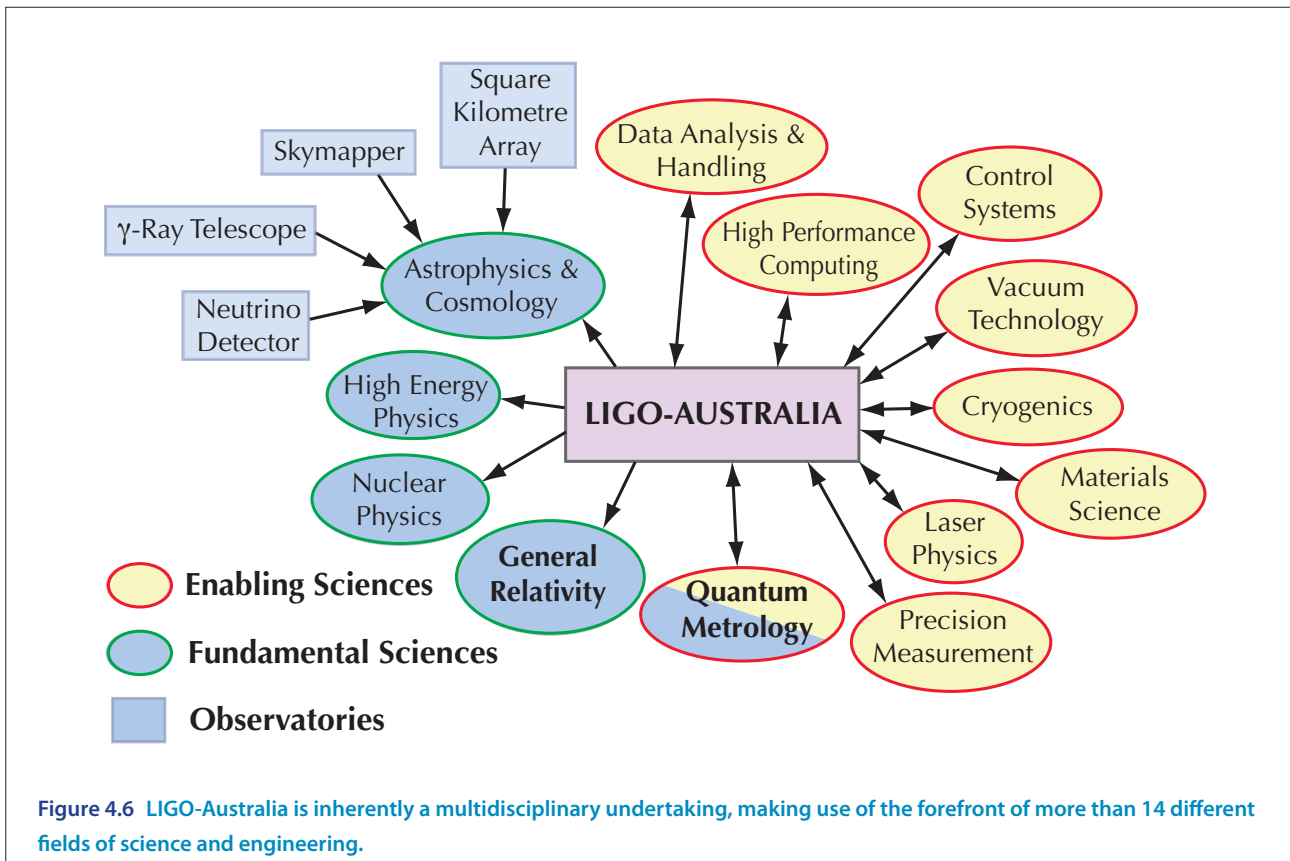 Square
Kilometre
Array
Skymapper
γ-Ray Telescope
Neutrino
Detector
Astrophysics &
Cosmology
Data Analysis &
Handling
High Performance
Computing
Control
Systems
Vacuum
Technology
High Energy
Physics
LIGO-AUSTRALIA
Cryogenics
Nuclear
Physics
Materials
Science
General
Relativity
Quantum
Metrology
Laser
Physics
Precision
Measurement
Enabling Sciences
Fundamental Sciences
Observatories
Figure 4.6 LIGO-Australia is inherently a multidisciplinary undertaking, making use of the forefront of more than 14 different
fields of science and engineering.